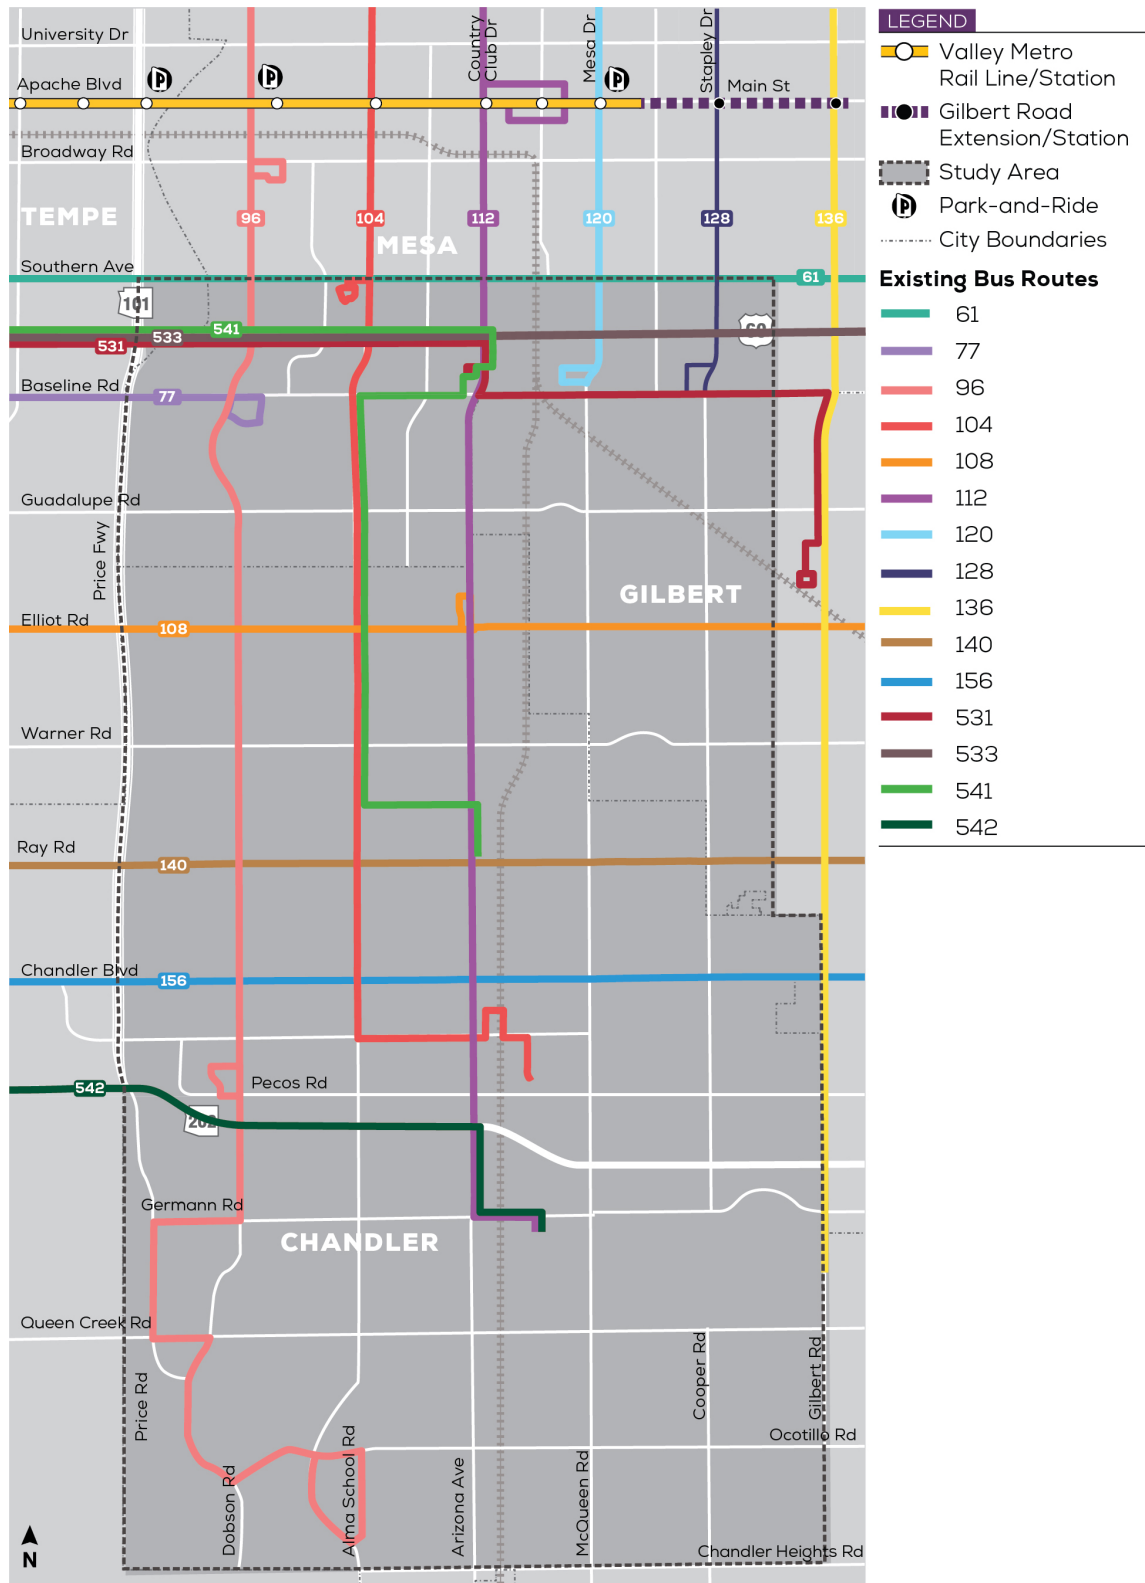 University Dr
Apache Blvd
P
P
Country
Club Dr
Mesa Dr
P
Stapley Dr
Main St
Broadway Rd
TEMPE
96
104
112
120
128
136
MESA
Southern Ave
61
101
541
533
531
60
Baseline Rd
77
Guadalupe Rd
Price Fwy
GILBERT
Elliot Rd
108
Warner Rd
Ray Rd
140
Chandler Blvd
156
Pecos Rd
542
202
Germann Rd
CHANDLER
Queen Creek Rd
Price Rd
Cooper Rd
Gilbert Rd
Ocotillo Rd
Dobson Rd
Alma School Rd
Arizona Ave
McQueen Rd
Chandler Heights Rd
N
LEGEND
Valley Metro
Rail Line/Station
Gilbert Road
Extension/Station
Study Area
P
Park-and-Ride
City Boundaries
Existing Bus Routes
61
77
96
104
108
112
120
128
136
140
156
531
533
541
542